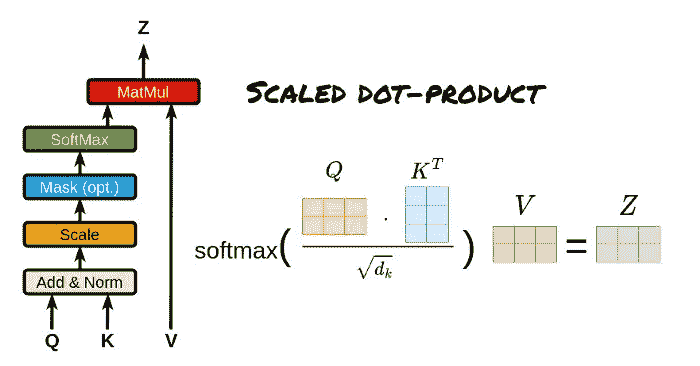 Z
MatMul
SCALED DOT-PRODUCT
SoftMax
Mask (opt.)
Scale
Add & Norm
Q K V
Q K^T V Z
softmax( · ) =
√d_k